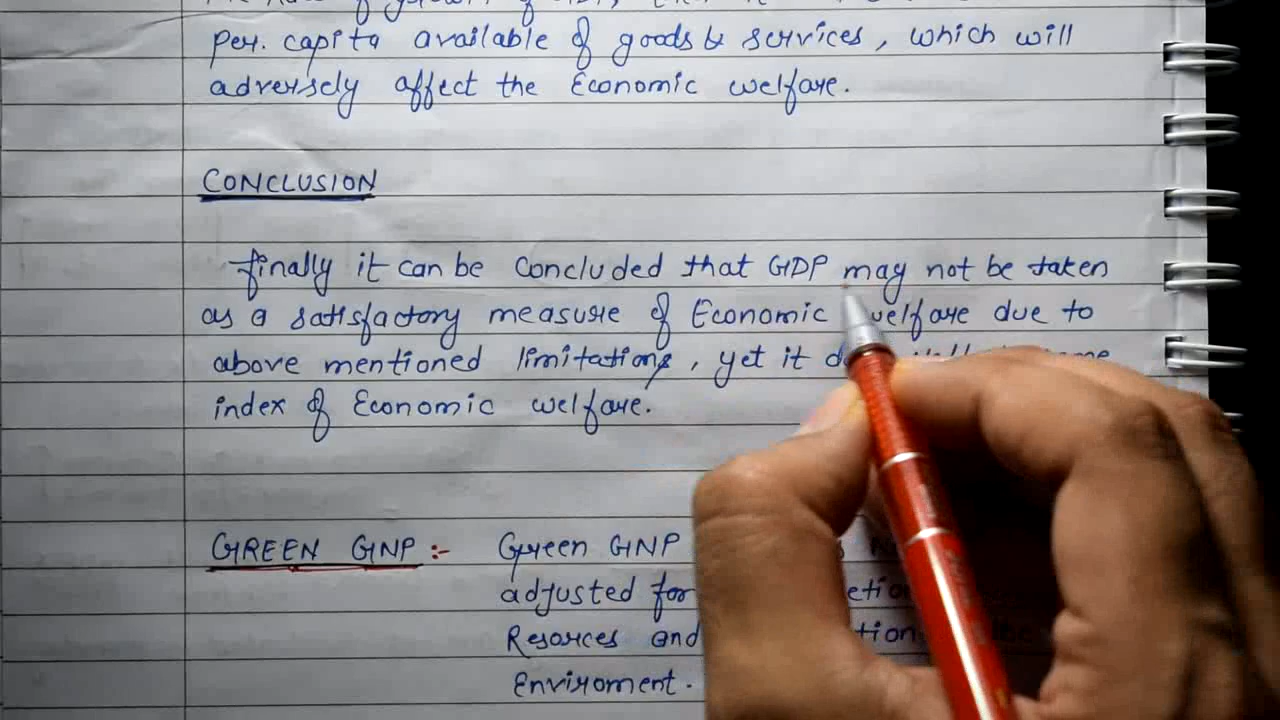 per. capita available of goods & services, which will
adversely affect the Economic welfare.
CONCLUSION
Finally it can be concluded that GDP may not be taken
as a satisfactory measure of Economic welfare due to
above mentioned limitations, yet it
index of Economic welfare.
GREEN GNP :- Green GNP
adjusted for
Resorces and
Enviroment.